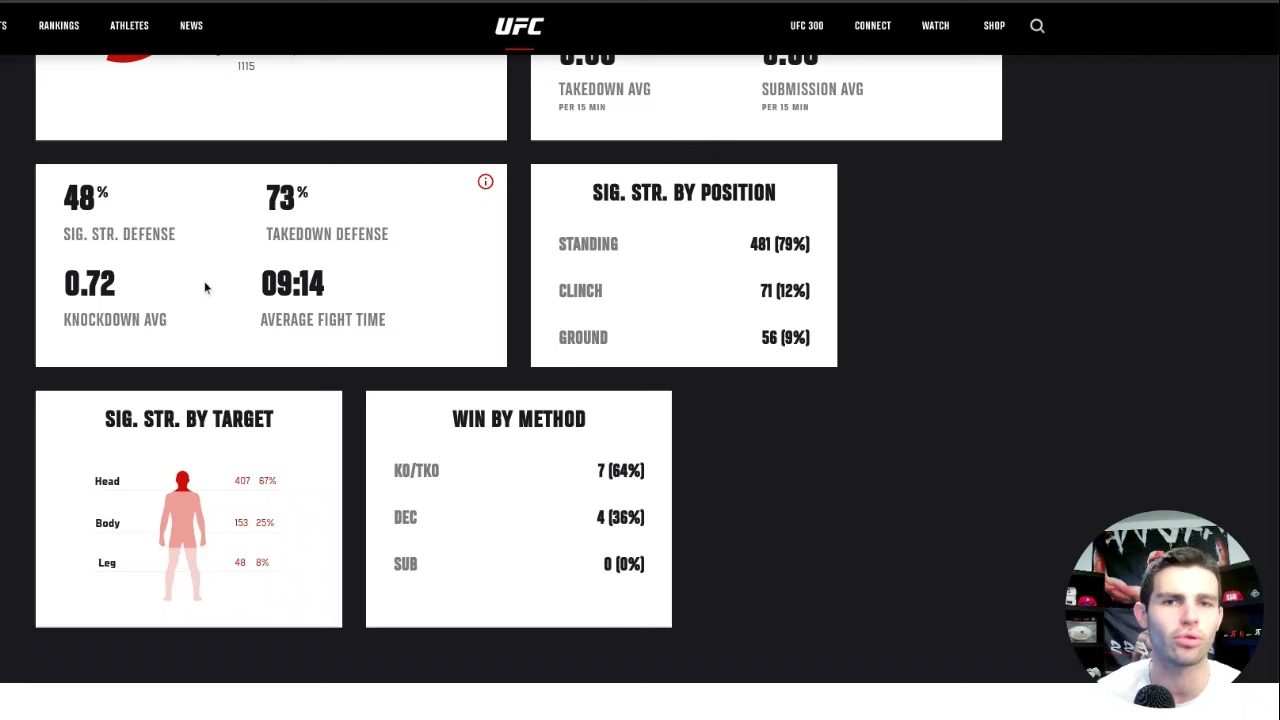 RANKINGS ATHLETES NEWS UFC UFC 300 CONNECT WATCH SHOP
1115
TAKEDOWN AVG SUBMISSION AVG
PER 15 MIN PER 15 MIN
48% 73%
SIG. STR. DEFENSE TAKEDOWN DEFENSE
0.72 09:14
KNOCKDOWN AVG AVERAGE FIGHT TIME
SIG. STR. BY POSITION
STANDING 481 (79%)
CLINCH 71 (12%)
GROUND 56 (9%)
SIG. STR. BY TARGET
Head 407 67%
Body 153 25%
Leg 48 8%
WIN BY METHOD
KO/TKO 7 (64%)
DEC 4 (36%)
SUB 0 (0%)